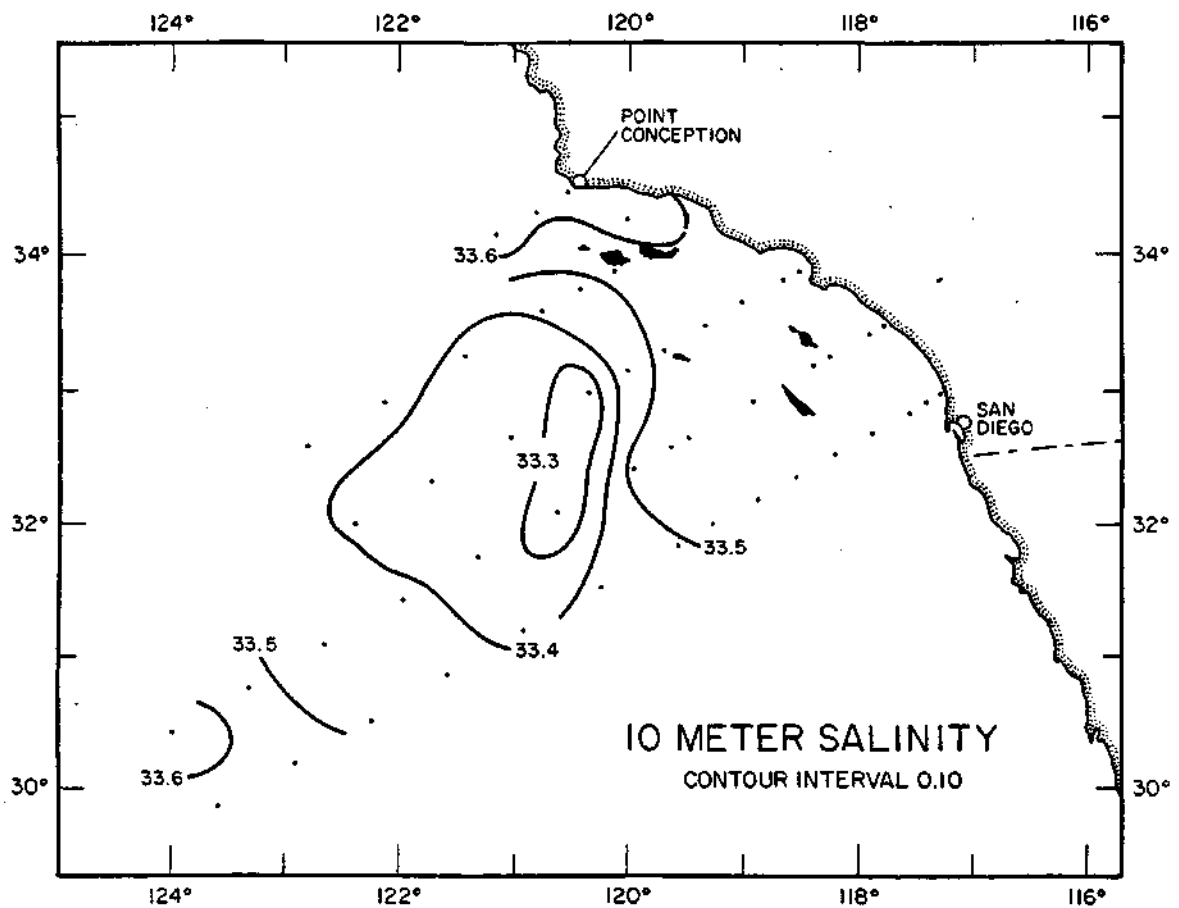 124° 122° 120° 118° 116°
POINT
CONCEPTION
33.6
34° 34°
SAN
DIEGO
33.3
32° 32°
33.5
33.5
33.4
10 METER SALINITY
CONTOUR INTERVAL 0.10
33.6
30° 30°
124° 122° 120° 118° 116°